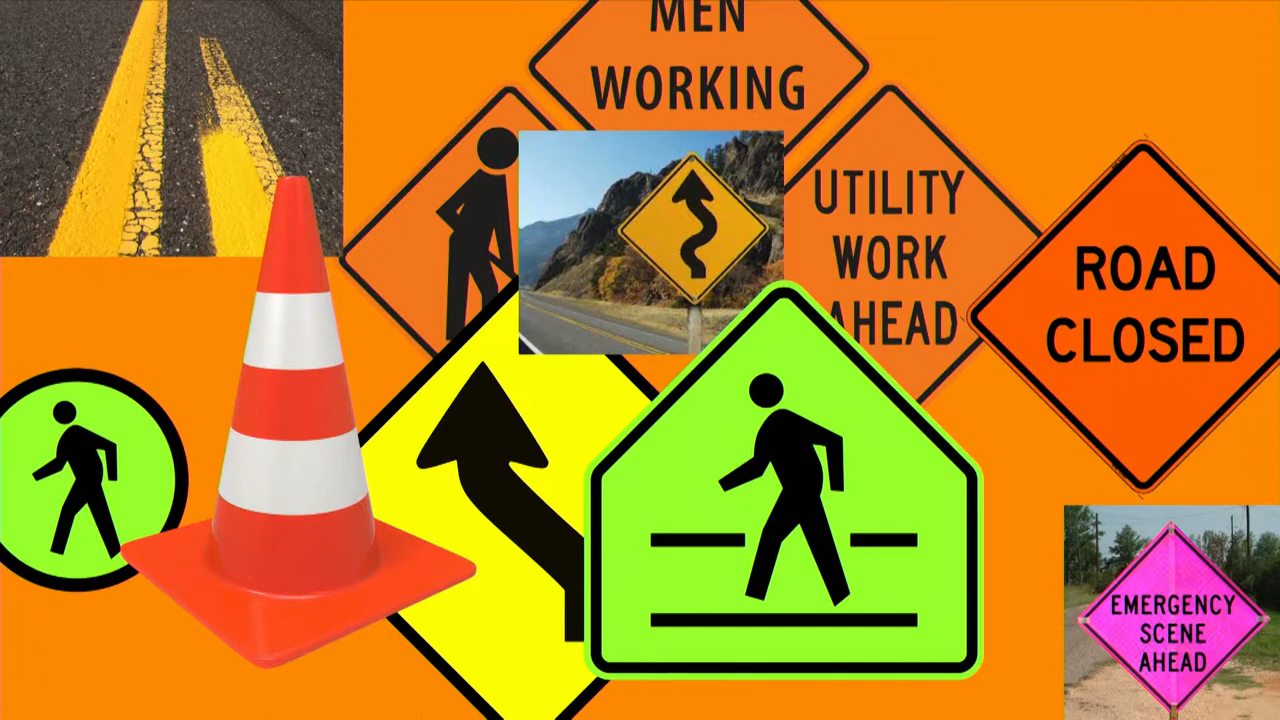 MEN
WORKING
UTILITY
WORK
AHEAD
ROAD
CLOSED
EMERGENCY
SCENE
AHEAD